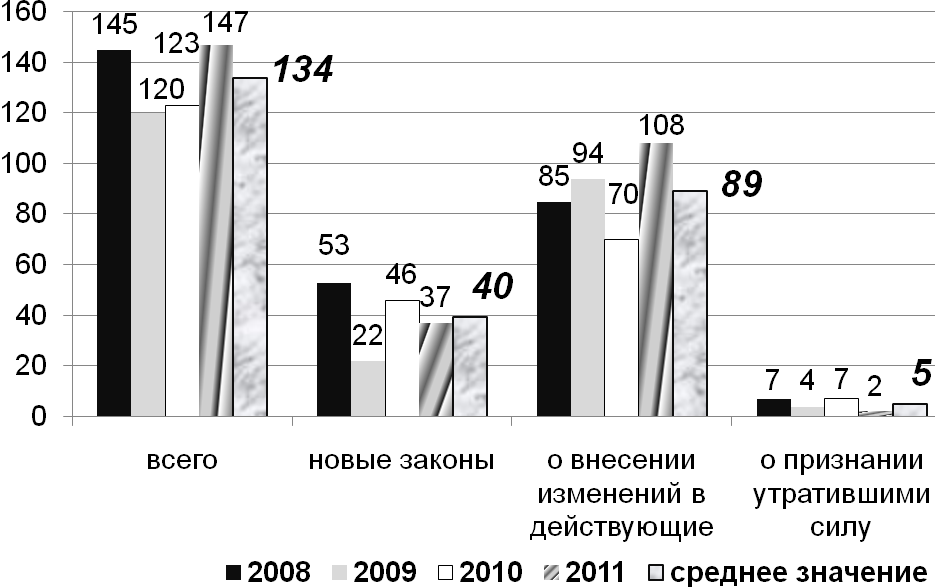 160
140
120
100
80
60
40
20
0
145 120 123 147 134
53 22 46 37 40
85 94 70 108 89
7 4 7 2 5
всего
новые законы
о внесении
изменений в
действующие
о признании
утратившими
силу
2008 2009 2010 2011 среднее значение